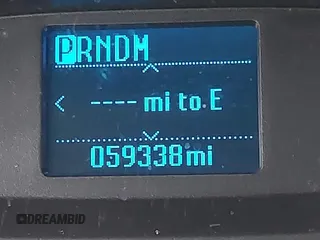 PRNDM
< ---- mi to E
059338mi
DREAMBID